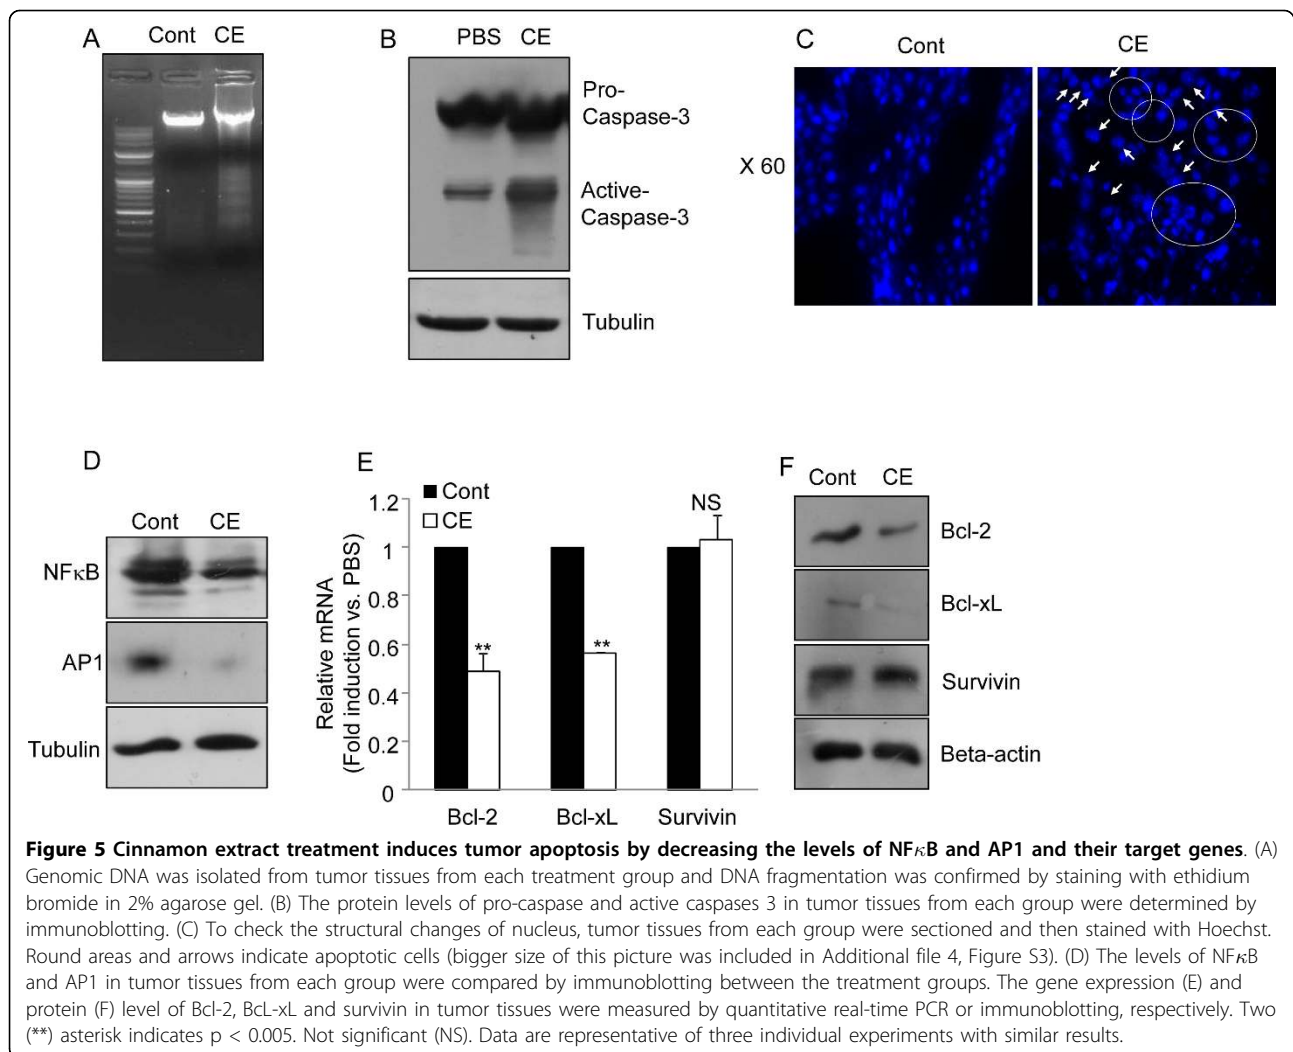 A
Cont CE
B
PBS CE
Pro-
Caspase-3
Active-
Caspase-3
Tubulin
C
Cont CE
X 60
D
Cont CE
NFκB
AP1
Tubulin
E
Cont
CE
Relative mRNA
(Fold induction vs. PBS)
1.2
1
0.8
0.6
0.4
0.2
0
**
**
NS
Bcl-2 Bcl-xL Survivin
F
Cont CE
Bcl-2
Bcl-xL
Survivin
Beta-actin
Figure 5 Cinnamon extract treatment induces tumor apoptosis by decreasing the levels of NFκB and AP1 and their target genes. (A)
Genomic DNA was isolated from tumor tissues from each treatment group and DNA fragmentation was confirmed by staining with ethidium
bromide in 2% agarose gel. (B) The protein levels of pro-caspase and active caspases 3 in tumor tissues from each group were determined by
immunoblotting. (C) To check the structural changes of nucleus, tumor tissues from each group were sectioned and then stained with Hoechst.
Round areas and arrows indicate apoptotic cells (bigger size of this picture was included in Additional file 4, Figure S3). (D) The levels of NFκB
and AP1 in tumor tissues from each group were compared by immunoblotting between the treatment groups. The gene expression (E) and
protein (F) level of Bcl-2, BcL-xL and survivin in tumor tissues were measured by quantitative real-time PCR or immunoblotting, respectively. Two
(**) asterisk indicates p < 0.005. Not significant (NS). Data are representative of three individual experiments with similar results.